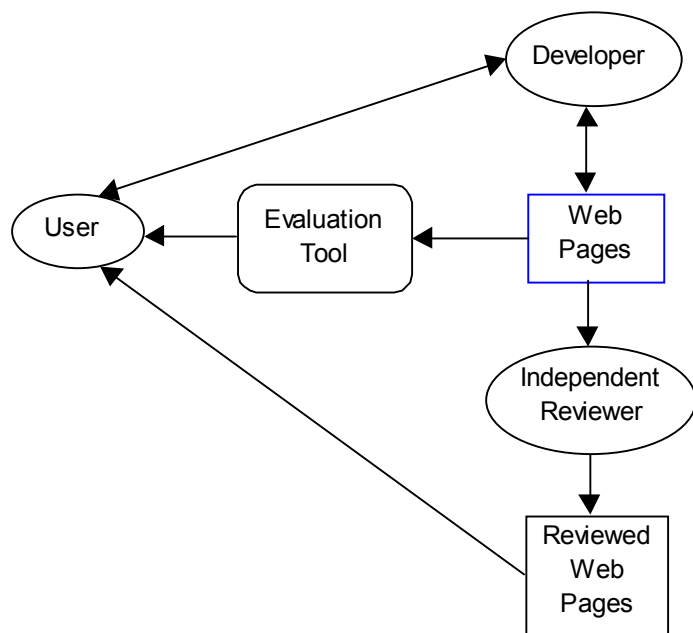 Developer
User
Evaluation
Tool
Web
Pages
Independent
Reviewer
Reviewed
Web
Pages